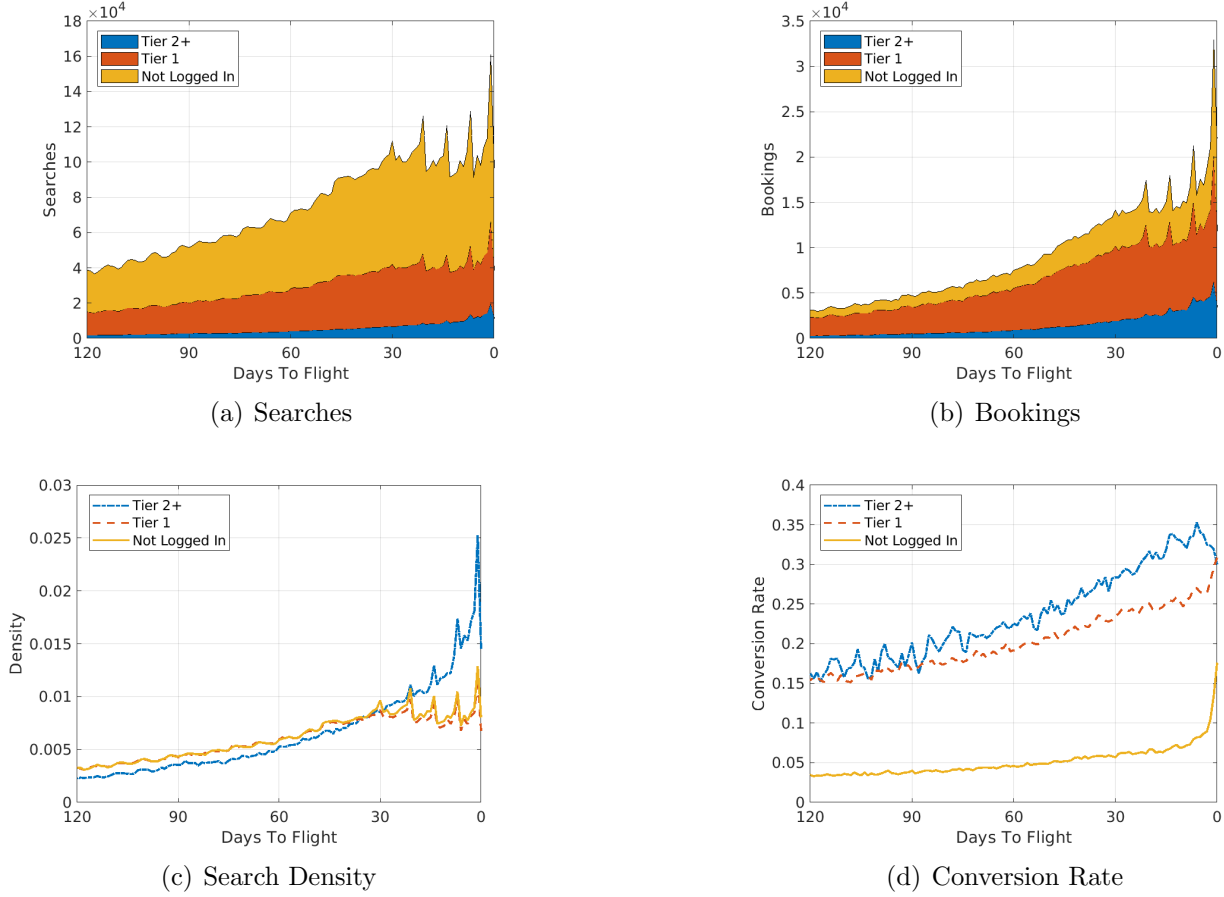 ×10⁴
18
16
14
12
10
8
6
4
2
0
Tier 2+
Tier 1
Not Logged In
Searches
120
90
60
30
0
Days To Flight
(a) Searches
×10⁴
3.5
3
2.5
2
1.5
1
0.5
0
Tier 2+
Tier 1
Not Logged In
Bookings
120
90
60
30
0
Days To Flight
(b) Bookings
0.03
0.025
0.02
0.015
0.01
0.005
0
Tier 2+
Tier 1
Not Logged In
Density
120
90
60
30
0
Days To Flight
(c) Search Density
0.4
0.35
0.3
0.25
0.2
0.15
0.1
0.05
0
Tier 2+
Tier 1
Not Logged In
Conversion Rate
120
90
60
30
0
Days To Flight
(d) Conversion Rate